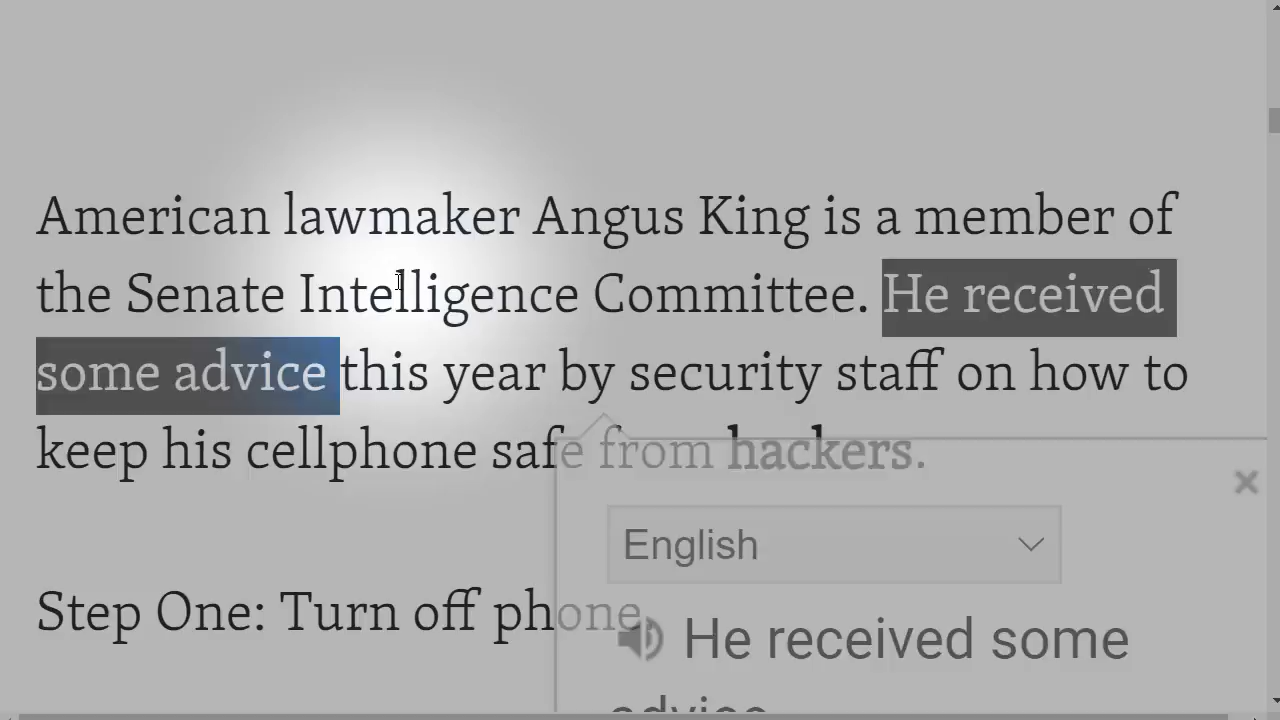 American lawmaker Angus King is a member of
the Senate Intelligence Committee. He received
some advice this year by security staff on how to
keep his cellphone safe from hackers.
Step One: Turn off phone.
English
He received some
advice